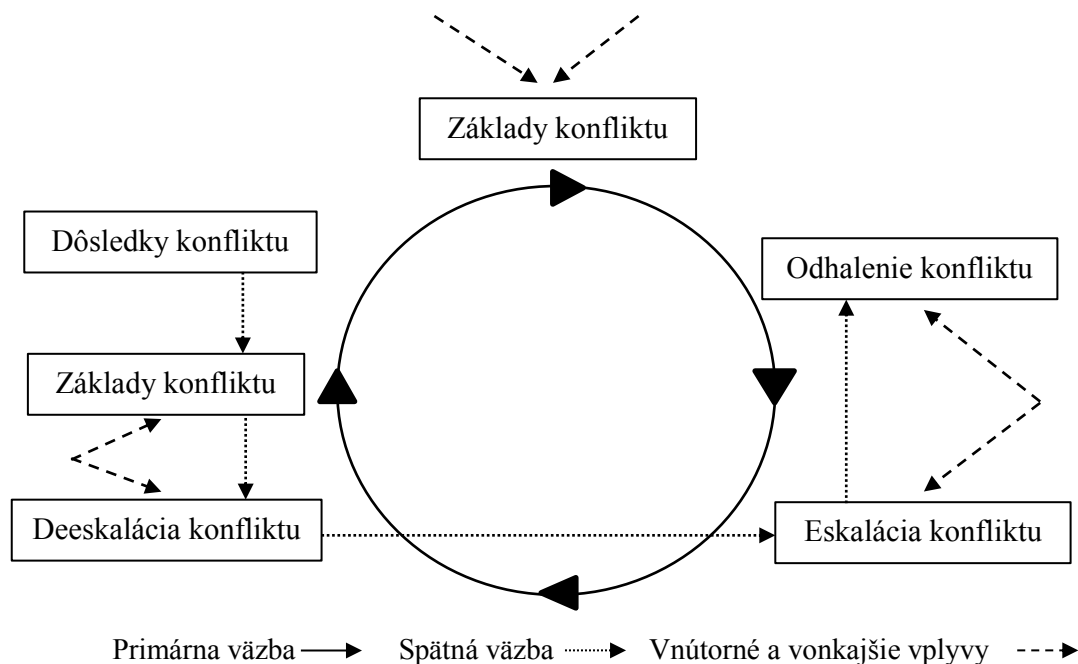 Základy konfliktu
Dôsledky konfliktu
Odhalenie konfliktu
Základy konfliktu
Deeskalácia konfliktu
Eskalácia konfliktu
Primárna väzba Spätná väzba Vnútorné a vonkajšie vplyvy